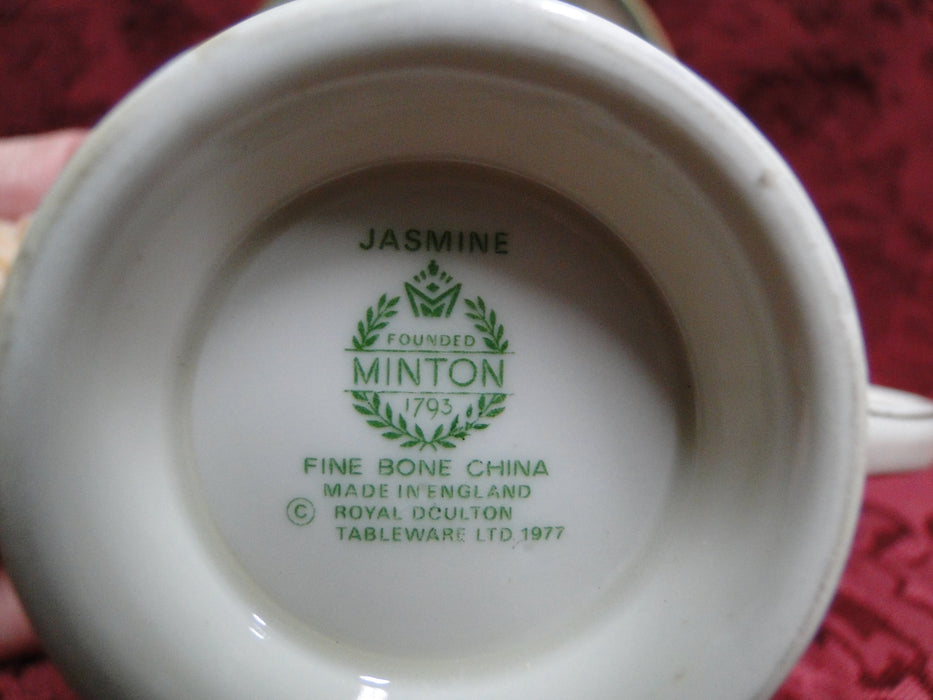 JASMINE
FOUNDED
MINTON
1793
FINE BONE CHINA
MADE IN ENGLAND
© ROYAL DOULTON
TABLEWARE LTD. 1977